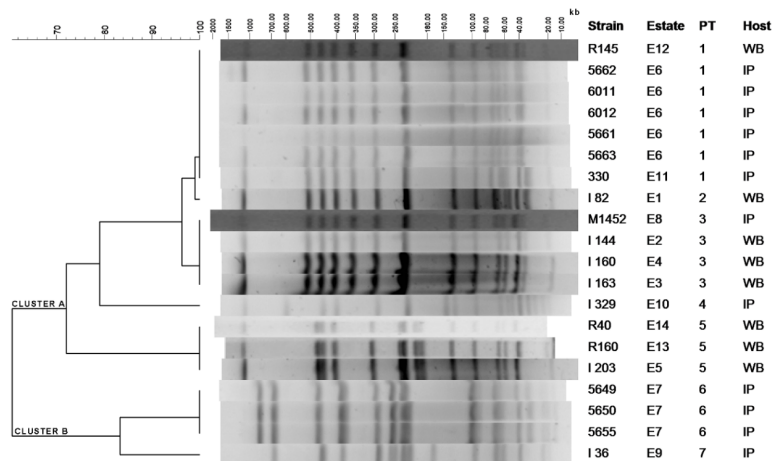 kb
70 80 90 100 2000 1500 1000 700.00 600.00 500.00 450.00 400.00 350.00 300.00 250.00 180.00 140.00 100.00 80.00 60.00 40.00 20.00 10.00 Strain Estate PT Host
R145 E12 1 WB
5662 E6 1 IP
6011 E6 1 IP
6012 E6 1 IP
5661 E6 1 IP
5663 E6 1 IP
330 E11 1 IP
I 82 E1 2 WB
M1452 E8 3 IP
I 144 E2 3 WB
I 160 E4 3 WB
I 163 E3 3 WB
CLUSTER A I 329 E10 4 IP
R40 E14 5 WB
R160 E13 5 WB
I 203 E5 5 WB
5649 E7 6 IP
5650 E7 6 IP
CLUSTER B 5655 E7 6 IP
I 36 E9 7 IP